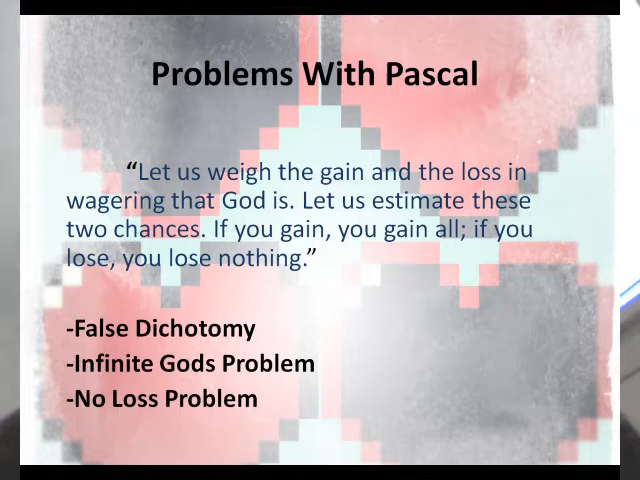 Problems With Pascal
“Let us weigh the gain and the loss in
wagering that God is. Let us estimate these
two chances. If you gain, you gain all; if you
lose, you lose nothing.”
-False Dichotomy
-Infinite Gods Problem
-No Loss Problem